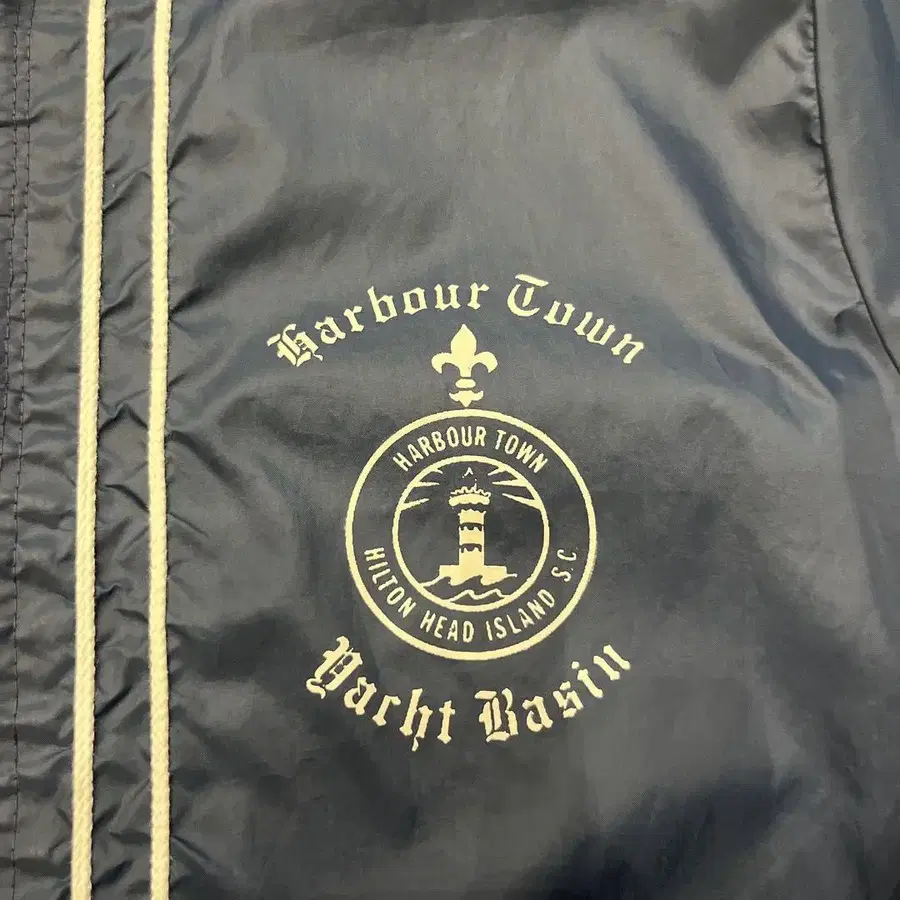 Harbour Town
HARBOUR TOWN
HILTON HEAD ISLAND S.C.
Yacht Basin